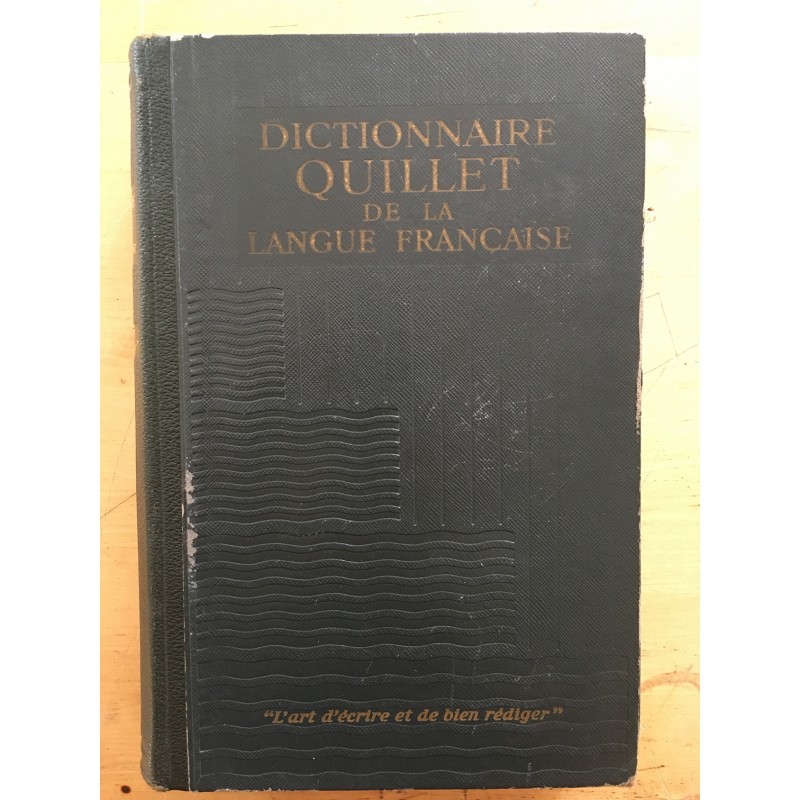 DICTIONNAIRE
QUILLET
DE LA
LANGUE FRANÇAISE
"L'art d'écrire et de bien rédiger"